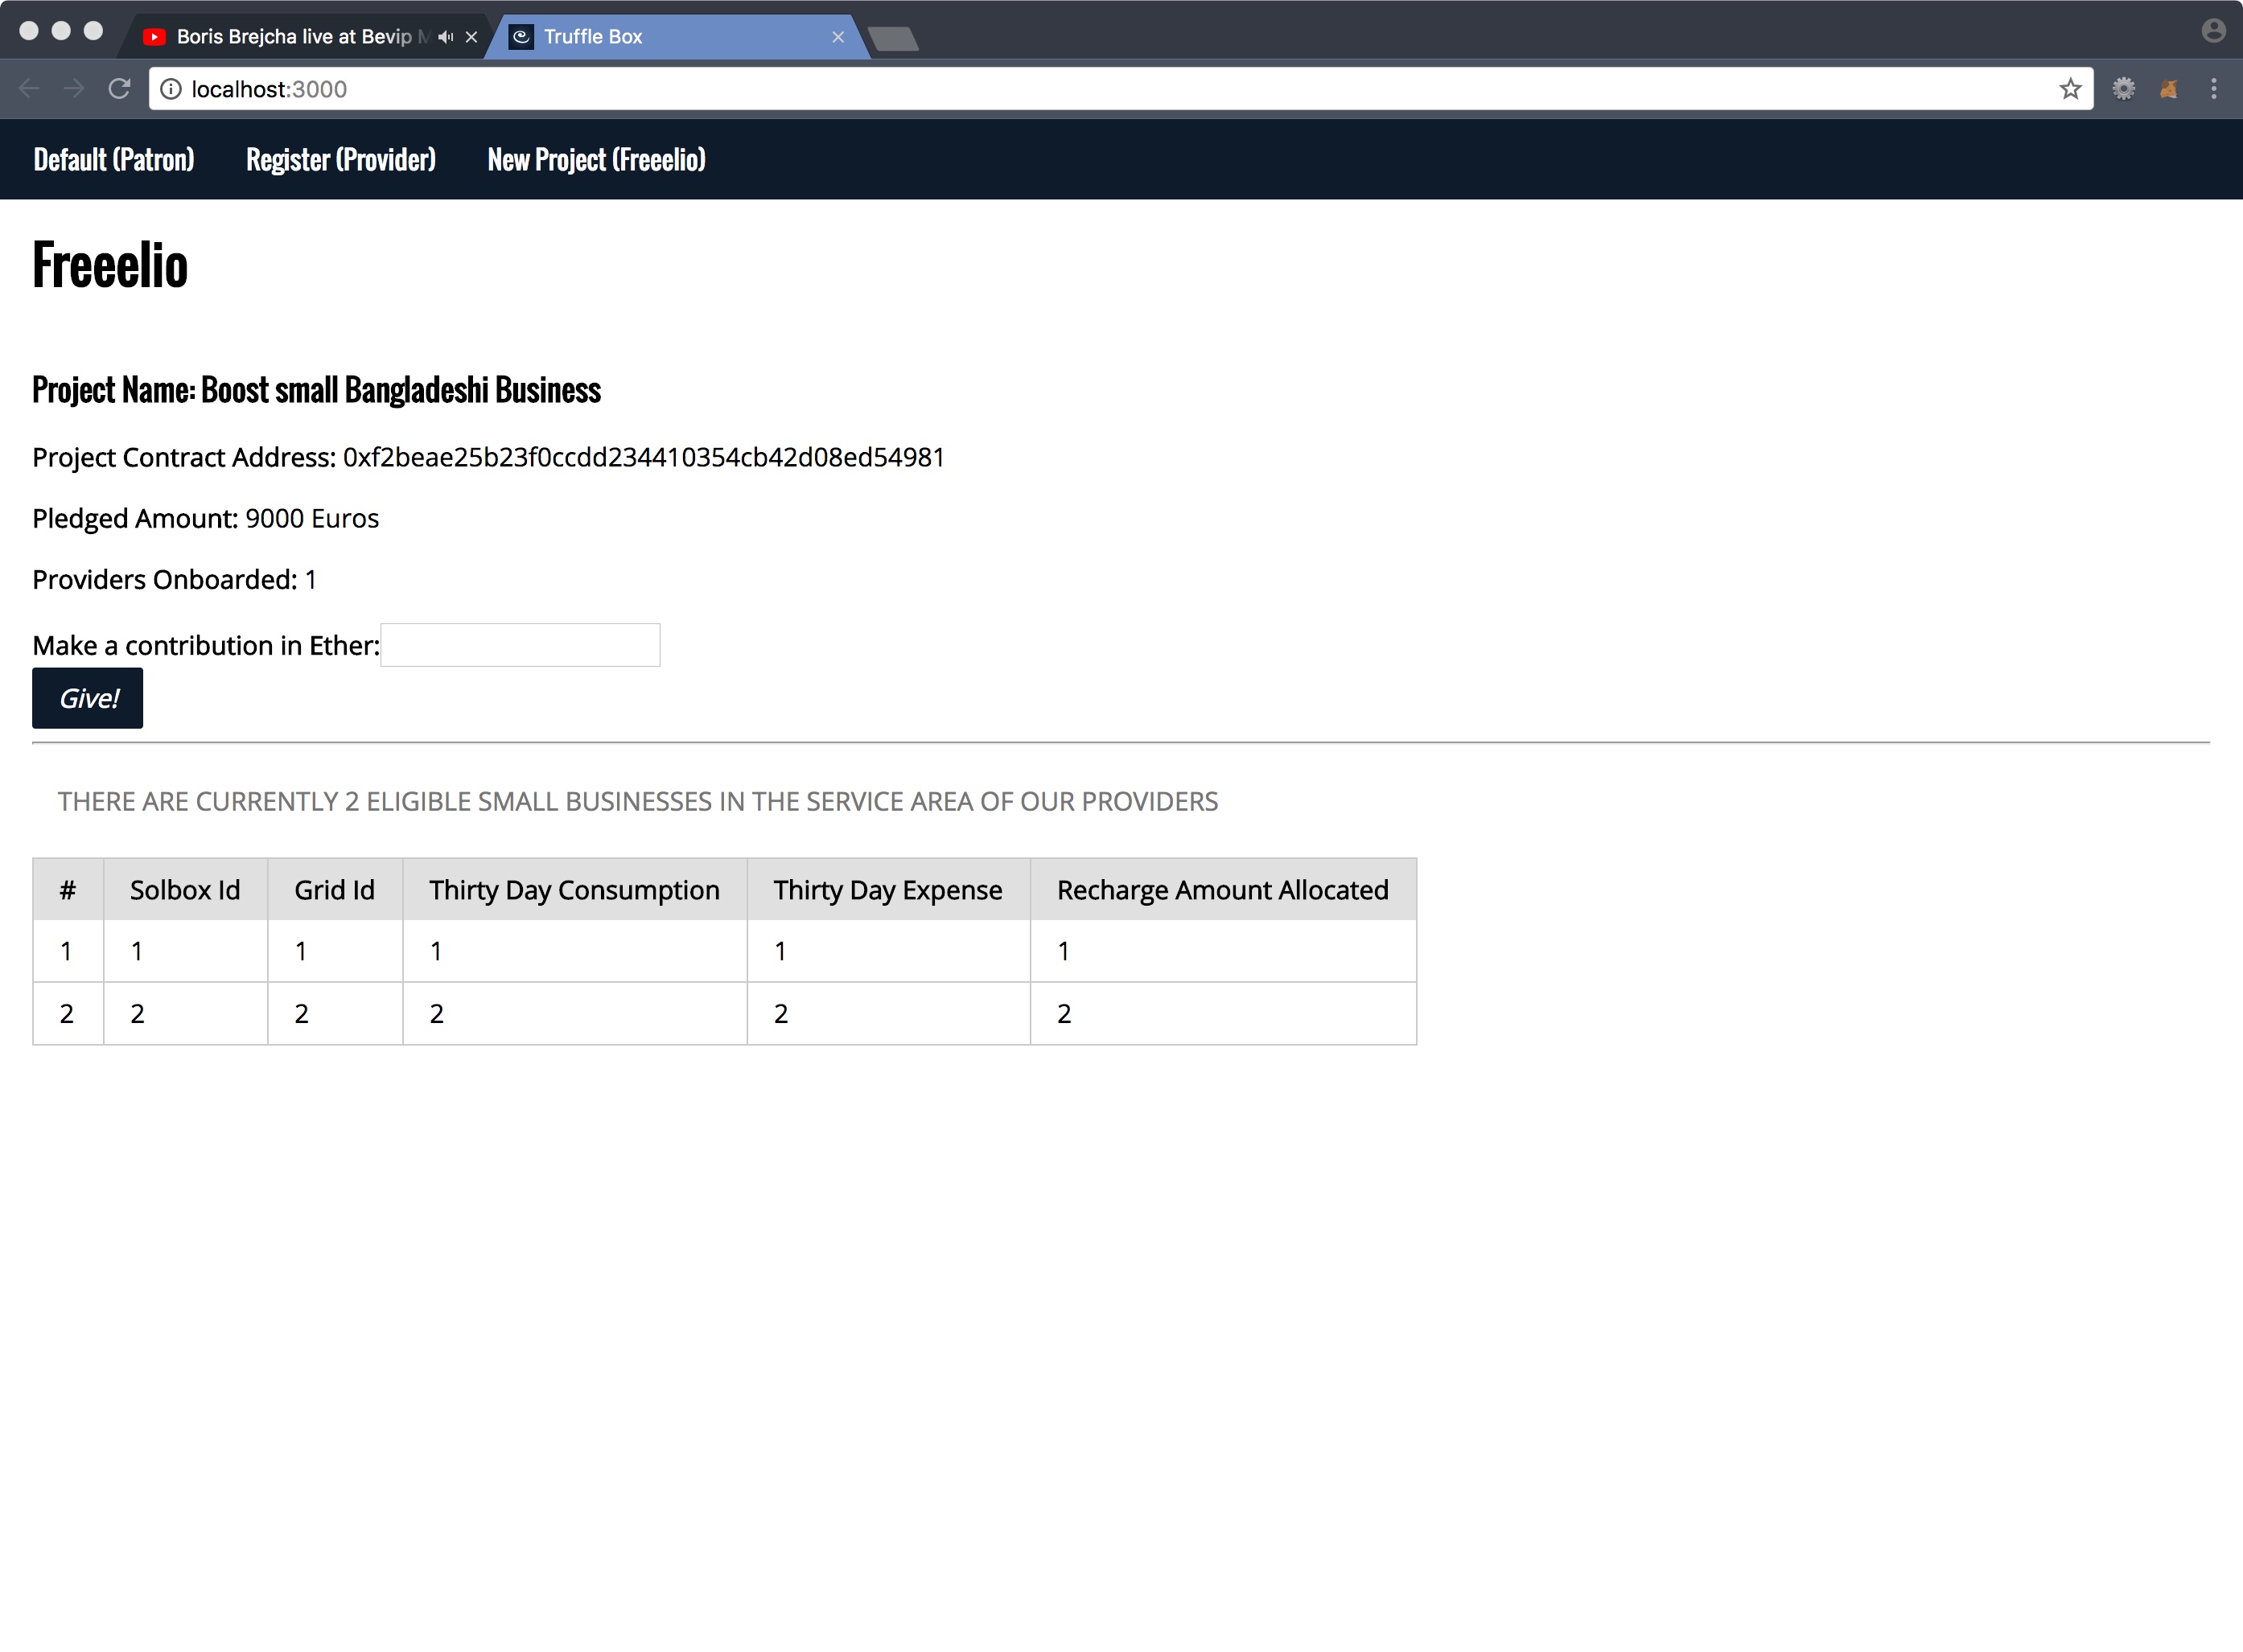 Boris Brejcha live at Bevip
Truffle Box
localhost:3000
Default (Patron) Register (Provider) New Project (Freeelio)
Freeelio
Project Name: Boost small Bangladeshi Business
Project Contract Address: 0xf2beae25b23f0ccdd234410354cb42d08ed54981
Pledged Amount: 9000 Euros
Providers Onboarded: 1
Make a contribution in Ether:
Give!
THERE ARE CURRENTLY 2 ELIGIBLE SMALL BUSINESSES IN THE SERVICE AREA OF OUR PROVIDERS
# Solbox Id Grid Id Thirty Day Consumption Thirty Day Expense Recharge Amount Allocated
1 1 1 1 1 1
2 2 2 2 2 2